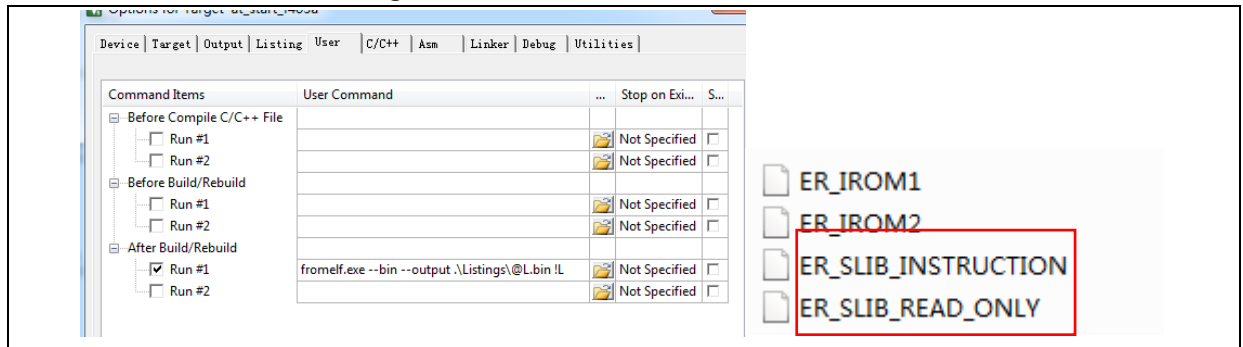 Options for Target 'at_start_f403a'
Device Target Output Listing User C/C++ Asm Linker Debug Utilities
Command Items User Command ... Stop on Exi... S...
Before Compile C/C++ File
Run #1 Not Specified
Run #2 Not Specified
Before Build/Rebuild
Run #1 Not Specified
Run #2 Not Specified
After Build/Rebuild
Run #1 fromelf.exe --bin --output .\Listings\@L.bin !L Not Specified
Run #2 Not Specified
ER_IROM1
ER_IROM2
ER_SLIB_INSTRUCTION
ER_SLIB_READ_ONLY